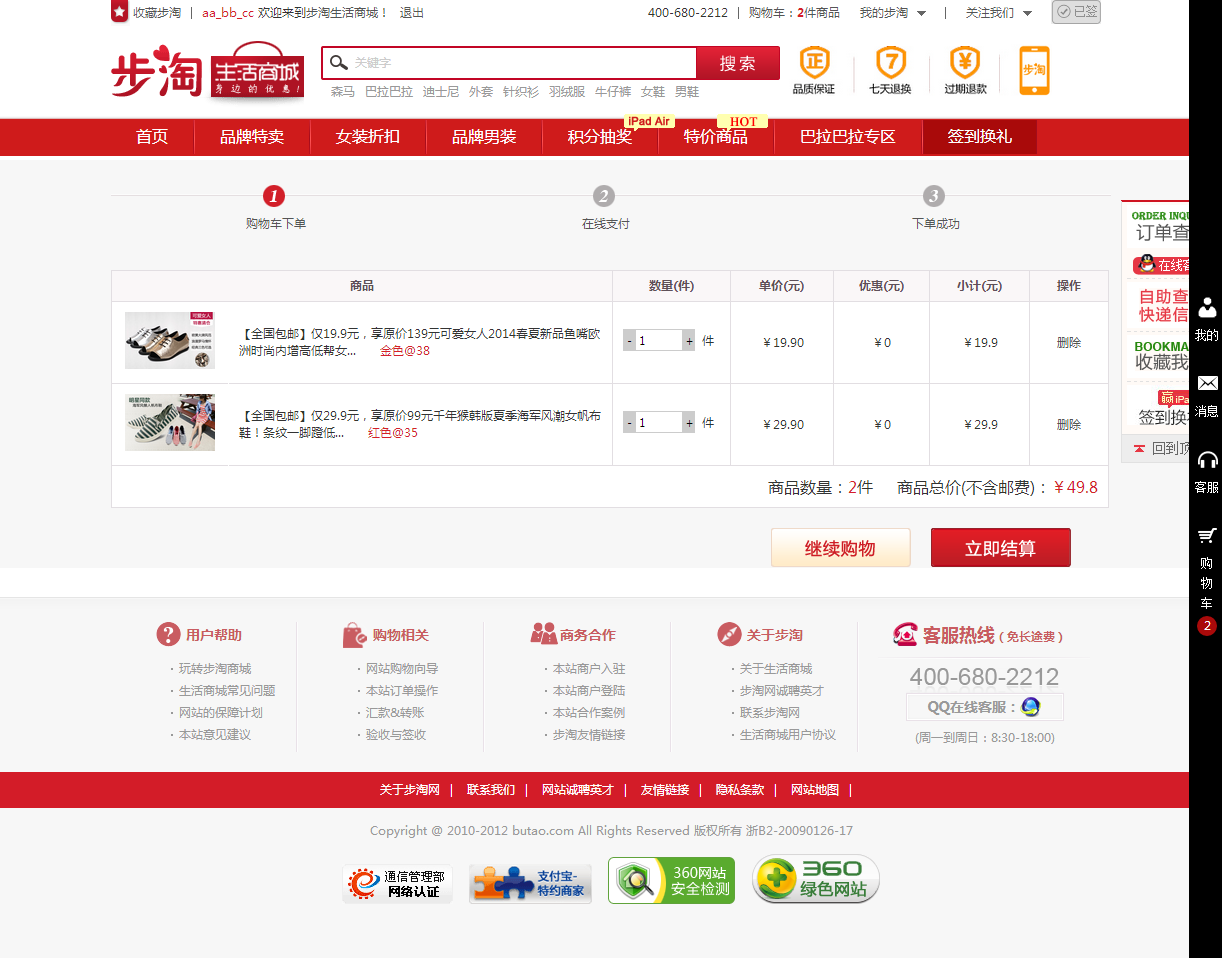 收藏步淘 | aa_bb_cc 欢迎来到步淘生活商城！ 退出
400-680-2212 | 购物车：2件商品 我的步淘 | 关注我们 已签
步淘 生活商城
身边的优惠！
关键字 搜索
森马 巴拉巴拉 迪士尼 外套 针织衫 羽绒服 牛仔裤 女鞋 男鞋
正 7 ¥ 步淘
品质保证 七天退换 过期退款
iPad Air HOT
首页 品牌特卖 女装折扣 品牌男装 积分抽奖 特价商品 巴拉巴拉专区 签到换礼
1 2 3
购物车下单 在线支付 下单成功
商品 数量(件) 单价(元) 优惠(元) 小计(元) 操作
【全国包邮】仅19.9元，享原价139元可爱女人2014春夏新品鱼嘴欧
洲时尚内增高低帮女... 金色@38
- 1 + 件 ￥19.90 ￥0 ￥19.9 删除
【全国包邮】仅29.9元，享原价99元千年猴韩版夏季海军风潮女帆布
鞋！条纹一脚蹬低... 红色@35
- 1 + 件 ￥29.90 ￥0 ￥29.9 删除
商品数量：2件 商品总价(不含邮费)：￥49.8
继续购物 立即结算
ORDER INQU
订单查
在线客
自助查
快递信
BOOKMA
收藏我
赢iPa
签到换
回到顶
我的
消息
客服
购
物
车
2
用户帮助
· 玩转步淘商城
· 生活商城常见问题
· 网站的保障计划
· 本站意见建议
购物相关
· 网站购物向导
· 本站订单操作
· 汇款&转账
· 验收与签收
商务合作
· 本站商户入驻
· 本站商户登陆
· 本站合作案例
· 步淘友情链接
关于步淘
· 关于生活商城
· 步淘网诚聘英才
· 联系步淘网
· 生活商城用户协议
客服热线 ( 免长途费 )
400-680-2212
QQ在线客服：
(周一到周日：8:30-18:00)
关于步淘网 | 联系我们 | 网站诚聘英才 | 友情链接 | 隐私条款 | 网站地图 |
Copyright @ 2010-2012 butao.com All Rights Reserved 版权所有 浙B2-20090126-17
通信管理部
网络认证
支付宝-
特约商家
360网站
安全检测
360
绿色网站